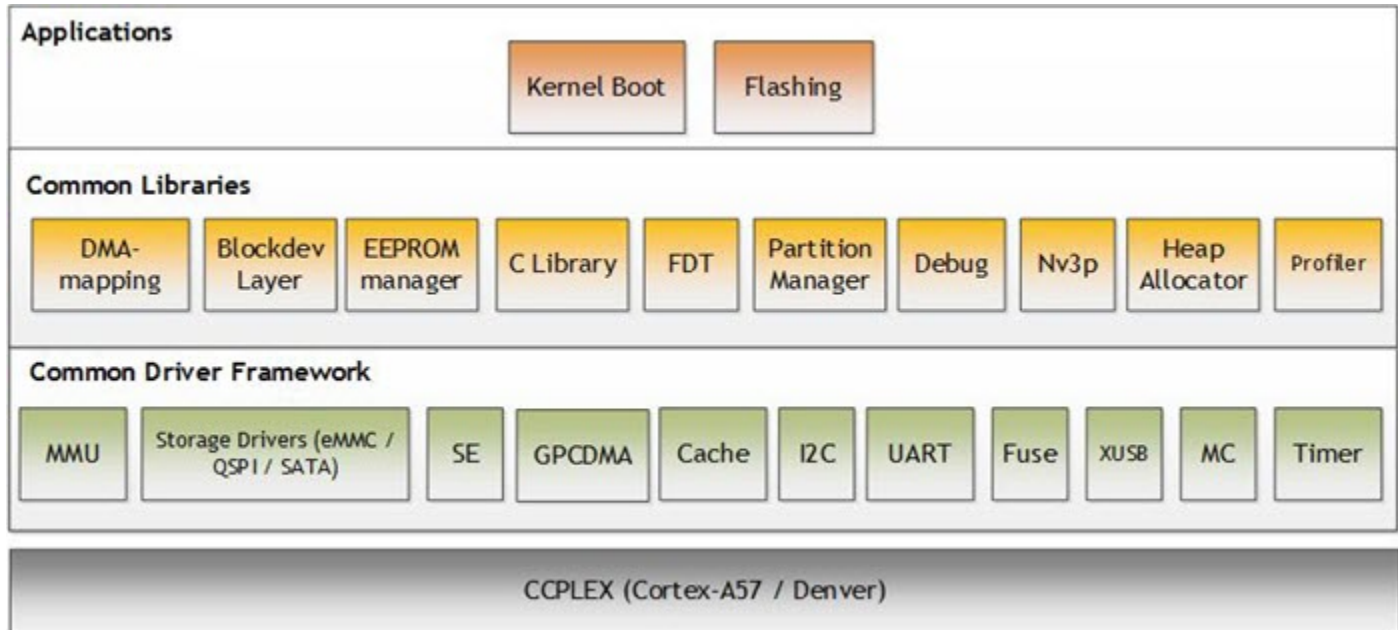 Applications
Kernel Boot
Flashing
Common Libraries
DMA-
mapping
Blockdev
Layer
EEPROM
manager
C Library
FDT
Partition
Manager
Debug
Nv3p
Heap
Allocator
Profiler
Common Driver Framework
MMU
Storage Drivers (eMMC /
QSPI / SATA)
SE
GPCDMA
Cache
I2C
UART
Fuse
XUSB
MC
Timer
CCPLEX (Cortex-A57 / Denver)